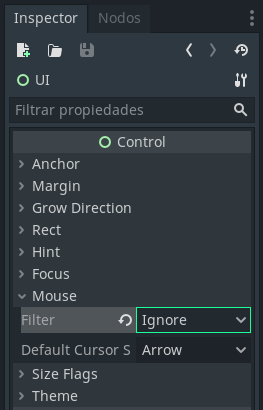 Inspector Nodos
UI
Filtrar propiedades
Control
Anchor
Margin
Grow Direction
Rect
Hint
Focus
Mouse
Filter Ignore
Default Cursor S Arrow
Size Flags
Theme